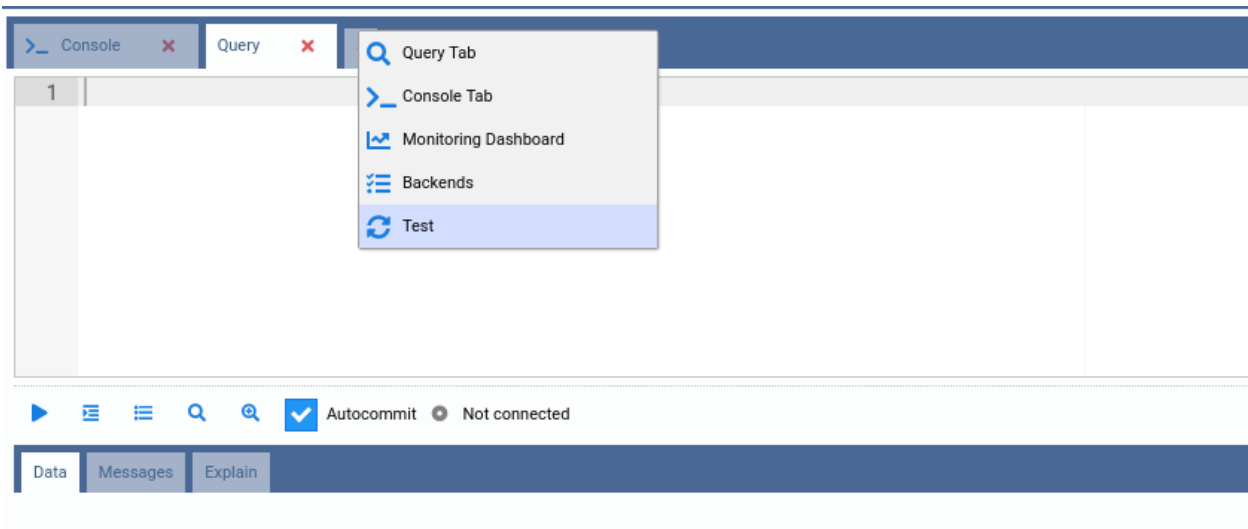 Console
Query
Query Tab
Console Tab
Monitoring Dashboard
Backends
Test
1
Autocommit Not connected
Data Messages Explain